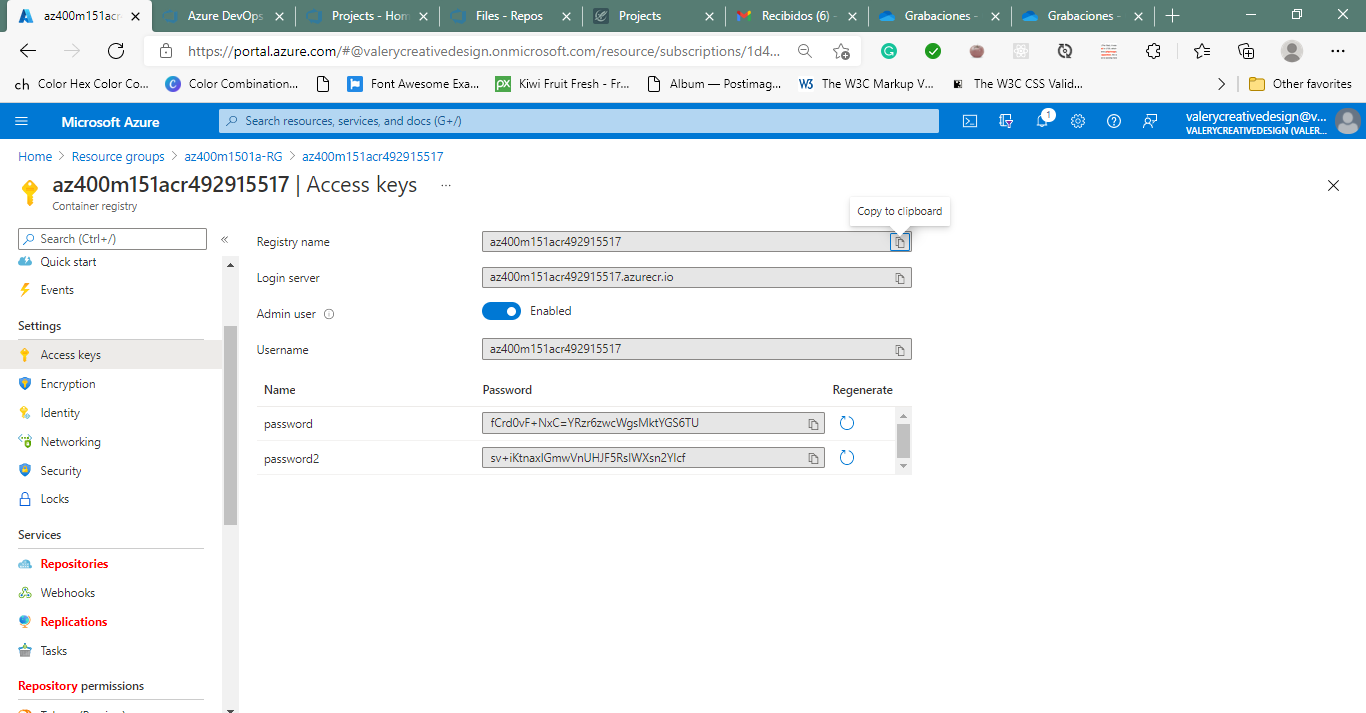 az400m151acr
Azure DevOps
Projects - Hom
Files - Repos
Projects
Recibidos (6) -
Grabaciones -
Grabaciones -
https://portal.azure.com/#@valerycreativedesign.onmicrosoft.com/resource/subscriptions/1d4...
ch Color Hex Color Co...
C Color Combination...
Font Awesome Exa...
px Kiwi Fruit Fresh - Fr...
Album — Postimag...
W3 The W3C Markup V...
The W3C CSS Valid...
Other favorites
Microsoft Azure
Search resources, services, and docs (G+/)
1
valerycreativedesign@v...
VALERYCREATIVEDESIGN (VALER...
Home > Resource groups > az400m1501a-RG > az400m151acr492915517
az400m151acr492915517 | Access keys ...
Container registry
Copy to clipboard
Search (Ctrl+/)
«
Quick start
Events
Settings
Access keys
Encryption
Identity
Networking
Security
Locks
Services
Repositories
Webhooks
Replications
Tasks
Repository permissions
Registry name
az400m151acr492915517
Login server
az400m151acr492915517.azurecr.io
Admin user
Enabled
Username
az400m151acr492915517
Name Password Regenerate
password fCrd0vF+NxC=YRzr6zwcWgsMktYGS6TU
password2 sv+iKtnaxIGmwVnUHJF5RsIWXsn2YIcf